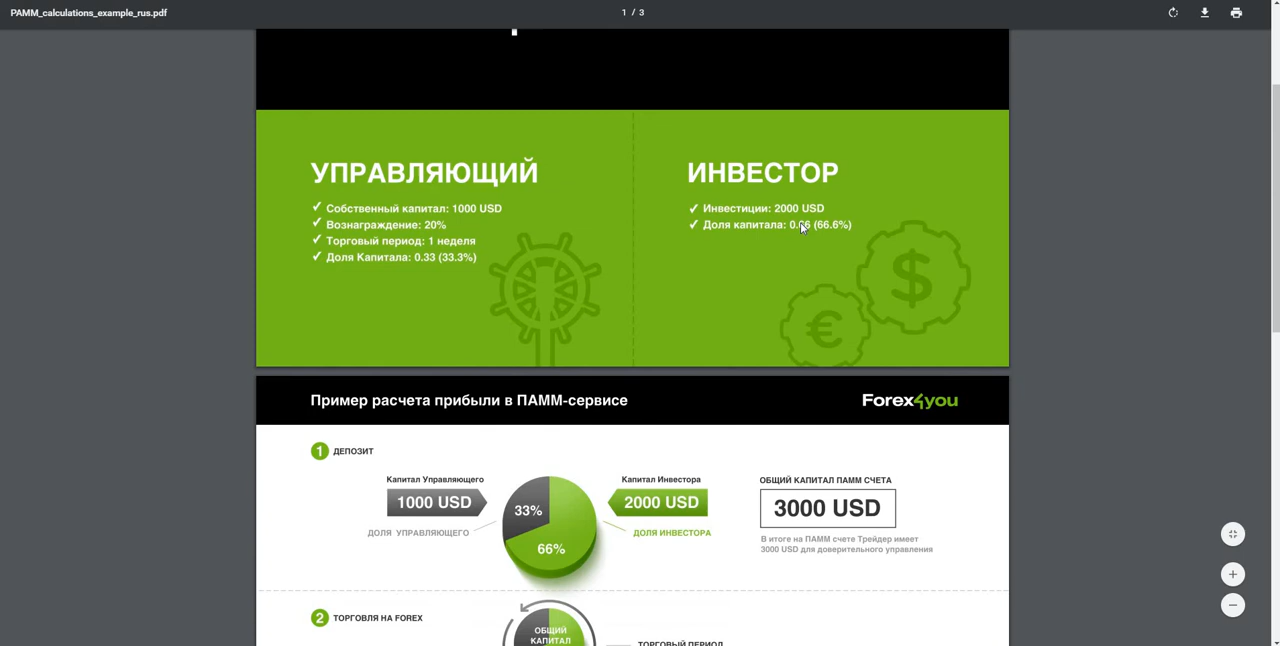 PAMM_calculations_example_rus.pdf
1 / 3
УПРАВЛЯЮЩИЙ
✓ Собственный капитал: 1000 USD
✓ Вознаграждение: 20%
✓ Торговый период: 1 неделя
✓ Доля Капитала: 0.33 (33.3%)
ИНВЕСТОР
✓ Инвестиции: 2000 USD
✓ Доля капитала: 0.66 (66.6%)
$
€
Пример расчета прибыли в ПАММ-сервисе
Forex4you
1 ДЕПОЗИТ
Капитал Управляющего
1000 USD
ДОЛЯ УПРАВЛЯЮЩЕГО
33%
66%
Капитал Инвестора
2000 USD
ДОЛЯ ИНВЕСТОРА
ОБЩИЙ КАПИТАЛ ПАММ СЧЕТА
3000 USD
В итоге на ПАММ счете Трейдер имеет
3000 USD для доверительного управления
2 ТОРГОВЛЯ НА FOREX
ОБЩИЙ
КАПИТАЛ
ТОРГОВЫЙ ПЕРИОД